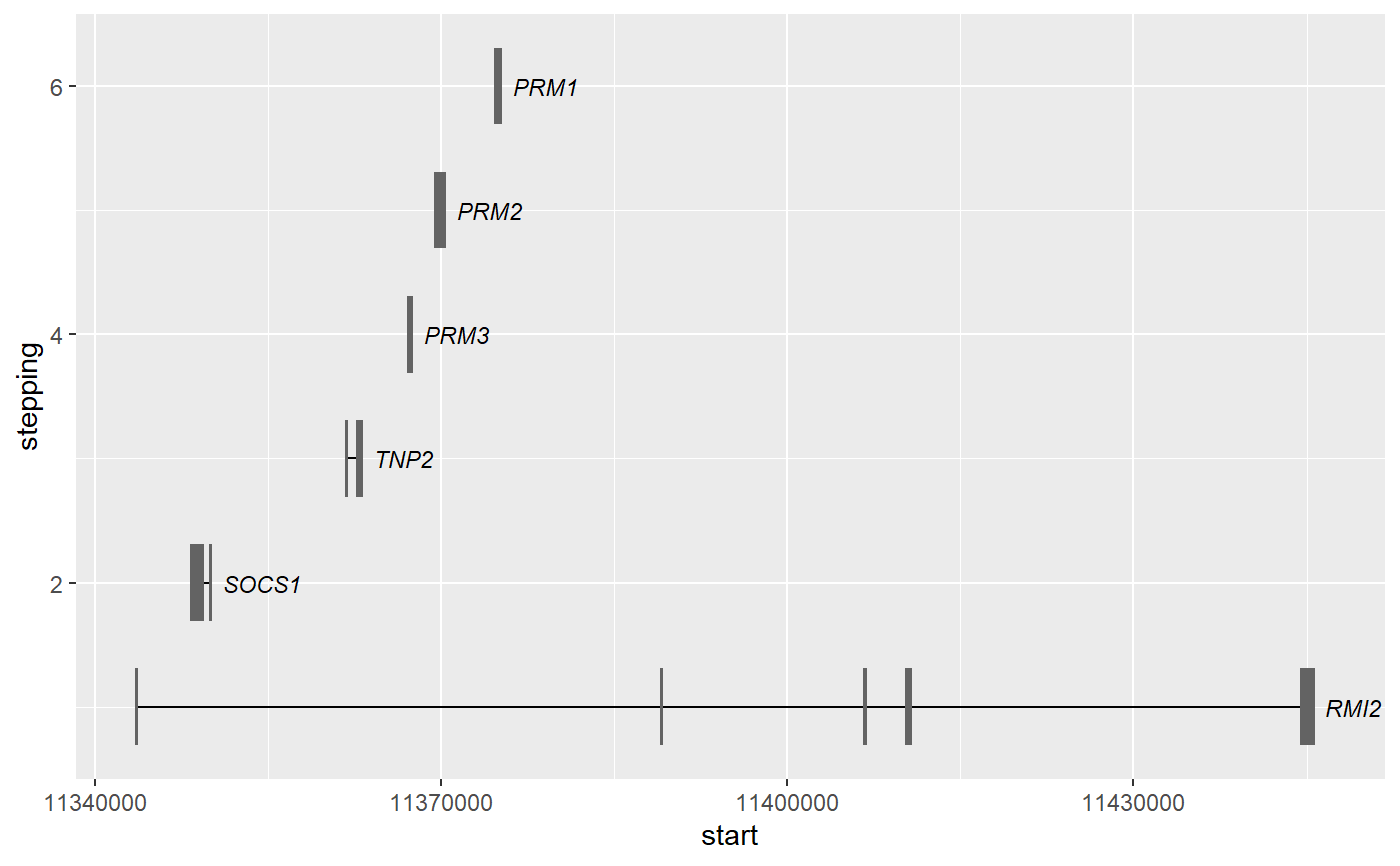 6
PRM1
PRM2
4
PRM3
stepping
TNP2
2
SOCS1
RMI2
11340000 11370000 11400000 11430000
start